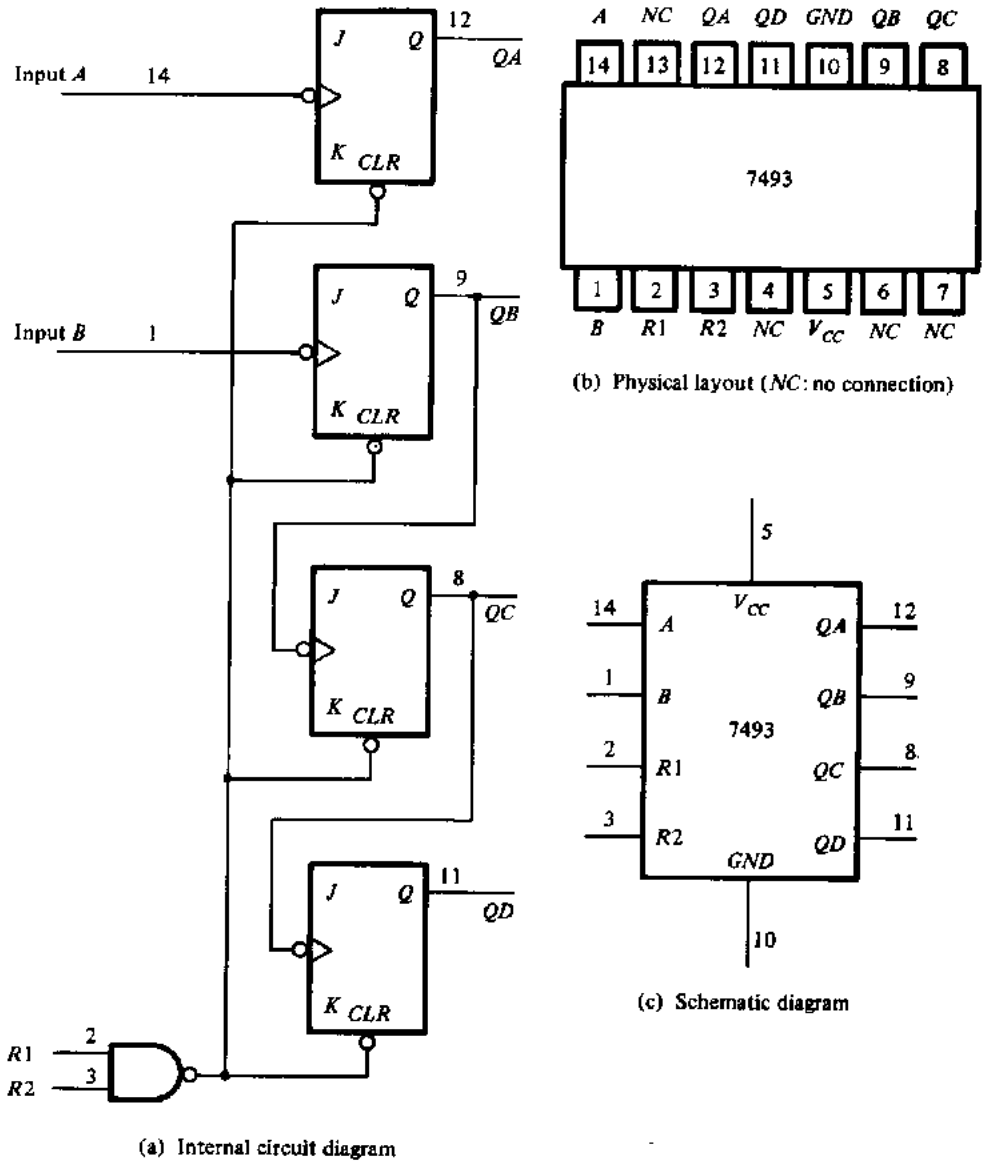 Input A
14
J
Q
12
QA
K
CLR
Input B
1
J
Q
9
QB
K
CLR
J
Q
8
QC
K
CLR
J
Q
11
QD
K
CLR
R1
2
R2
3
(a) Internal circuit diagram
A NC QA QD GND QB QC
14 13 12 11 10 9 8
7493
1 2 3 4 5 6 7
B R1 R2 NC VCC NC NC
(b) Physical layout (NC: no connection)
5
VCC
14 A QA 12
1 B QB 9
7493
2 R1 QC 8
3 R2 QD 11
GND
10
(c) Schematic diagram